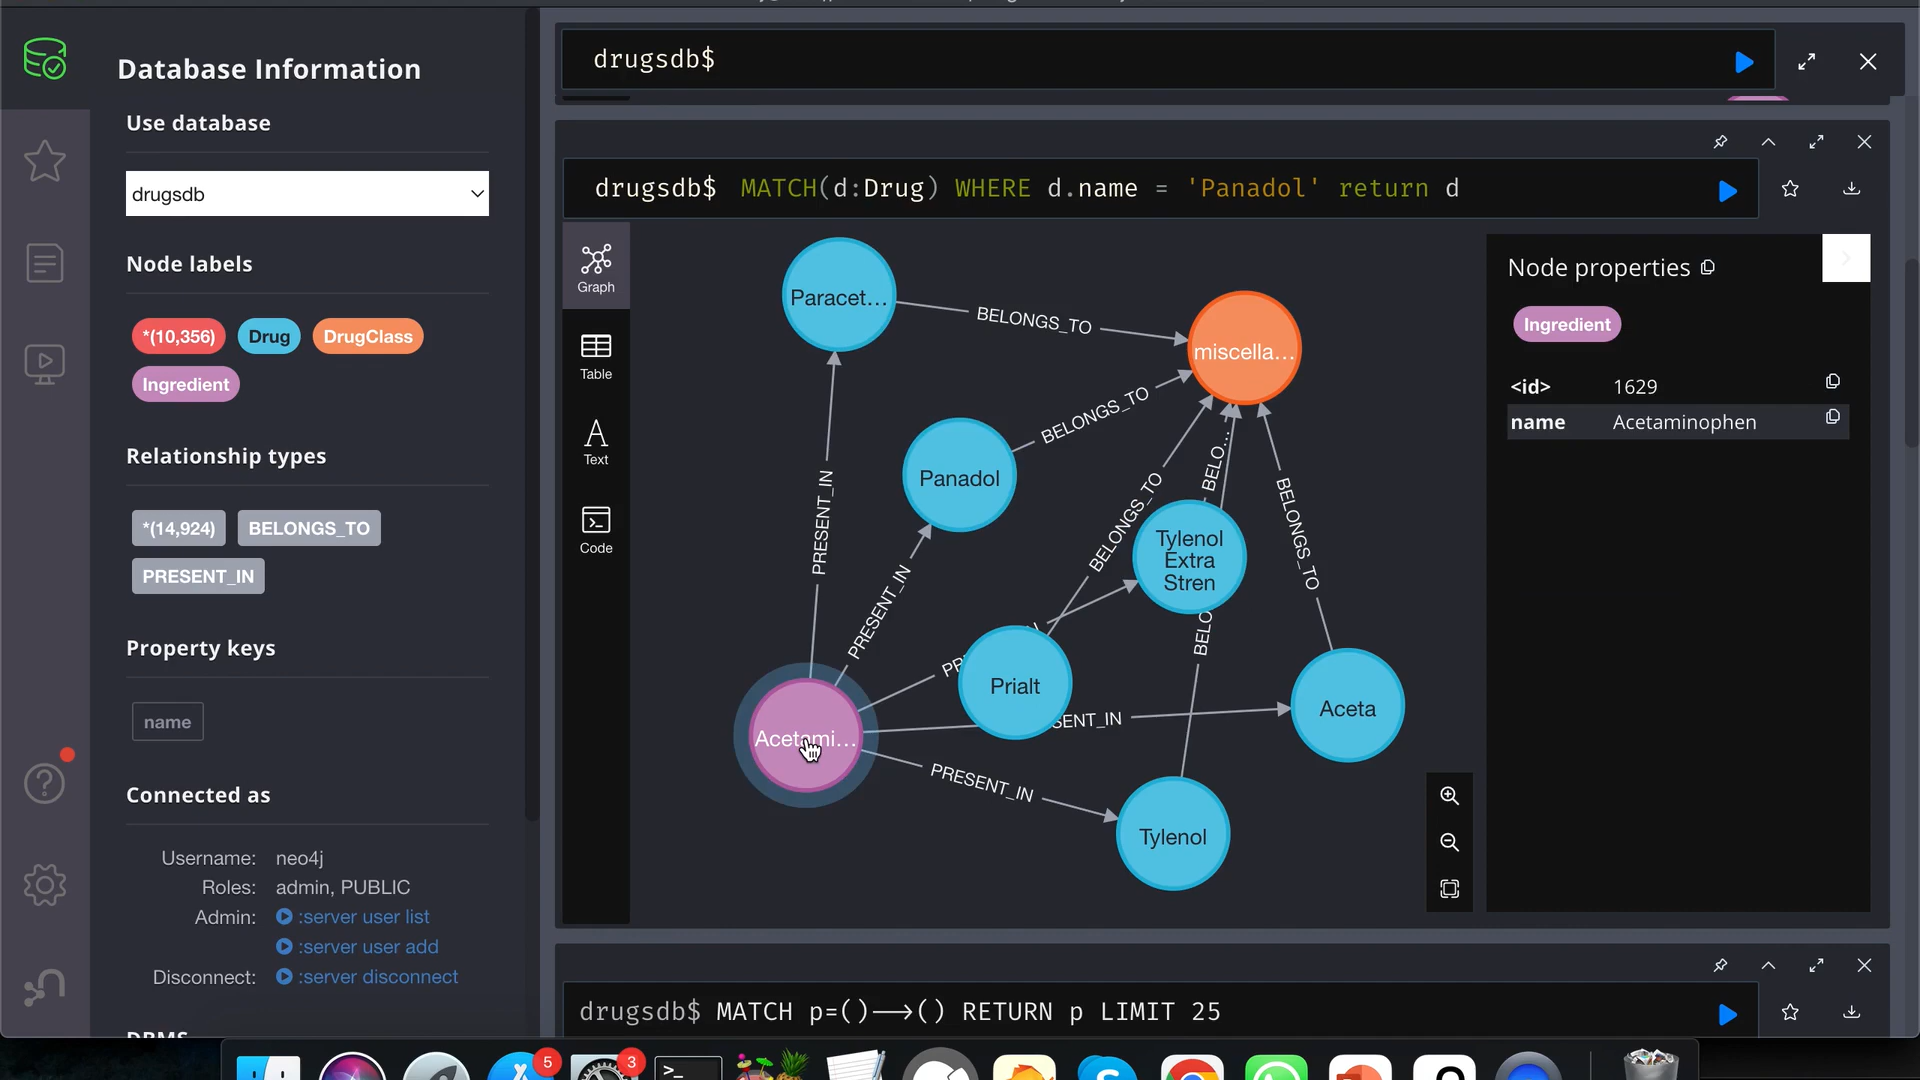 Database Information
Use database
drugsdb
Node labels
*(10,356)
Drug
DrugClass
Ingredient
Relationship types
*(14,924)
BELONGS_TO
PRESENT_IN
Property keys
name
Connected as
Username: neo4j
Roles: admin, PUBLIC
Admin: :server user list
:server user add
Disconnect: :server disconnect
DBMS
drugsdb$
drugsdb$ MATCH(d:Drug) WHERE d.name = 'Panadol' return d
Graph
Table
Text
Code
Paracet...
BELONGS_TO
miscella...
BELONGS_TO
Panadol
PRESENT_IN
PRESENT_IN
BELONGS_TO
BELO...
BELONGS_TO
Tylenol
Extra
Stren
BELO
Prialt
Aceta
SENT_IN
Acetami...
PRESENT_IN
Tylenol
Node properties
Ingredient
<id> 1629
name Acetaminophen
drugsdb$ MATCH p=()-->() RETURN p LIMIT 25
5
3
>_